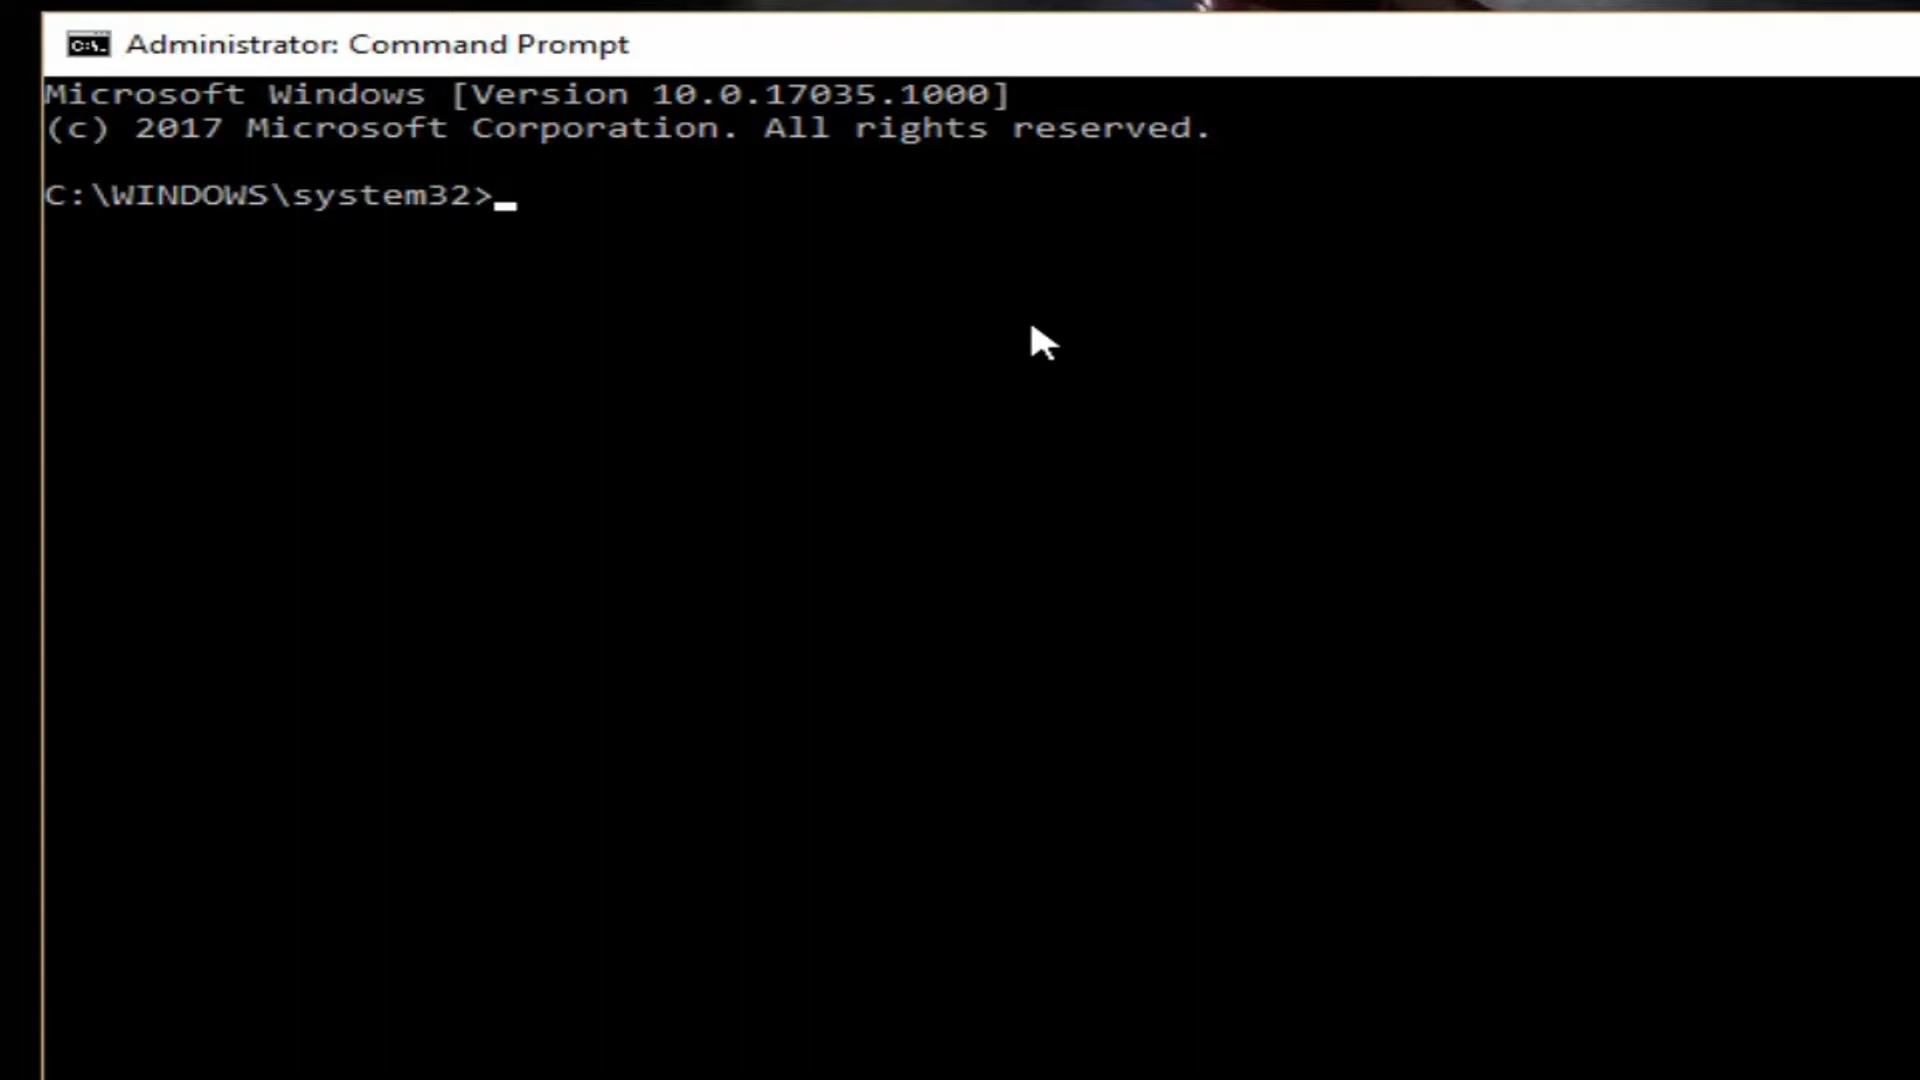 Administrator: Command Prompt
Microsoft Windows [Version 10.0.17035.1000]
(c) 2017 Microsoft Corporation. All rights reserved.
C:\WINDOWS\system32>